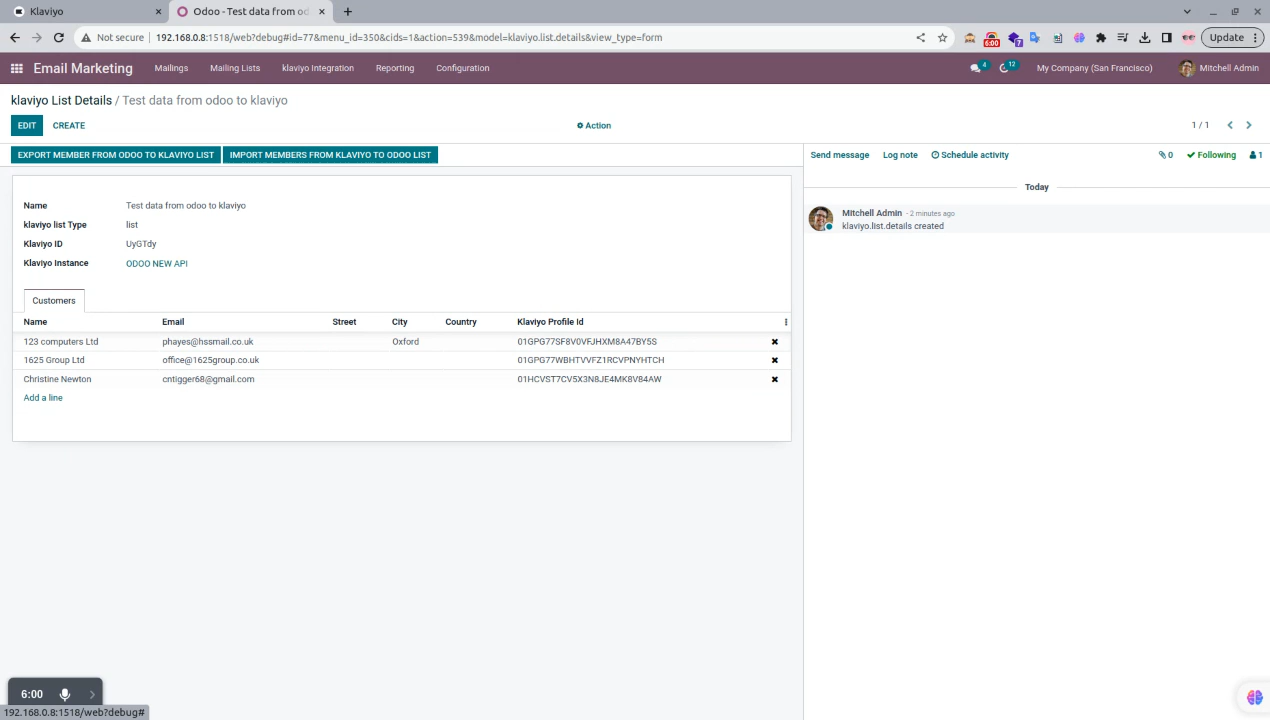 Klaviyo
Odoo - Test data from od
Not secure 192.168.0.8:1518/web?debug#id=77&menu_id=350&cids=1&action=539&model=klaviyo.list.details&view_type=form
6:00
7
Update
Email Marketing Mailings Mailing Lists klaviyo Integration Reporting Configuration 4 12 My Company (San Francisco) Mitchell Admin
klaviyo List Details / Test data from odoo to klaviyo
EDIT CREATE Action 1 / 1
EXPORT MEMBER FROM ODOO TO KLAVIYO LIST IMPORT MEMBERS FROM KLAVIYO TO ODOO LIST Send message Log note Schedule activity 0 Following 1
Today
Name Test data from odoo to klaviyo
klaviyo list Type list
Klaviyo ID UyGTdy
Klaviyo Instance ODOO NEW API
Mitchell Admin - 2 minutes ago
klaviyo.list.details created
Customers
Name Email Street City Country Klaviyo Profile Id
123 computers Ltd phayes@hssmail.co.uk Oxford 01GPG77SF8V0VFJHXM8A47BY5S
1625 Group Ltd office@1625group.co.uk 01GPG77WBHTVVFZ1RCVPNYHTCH
Christine Newton cntigger68@gmail.com 01HCVST7CV5X3N8JE4MK8V84AW
Add a line
6:00
192.168.0.8:1518/web?debug#